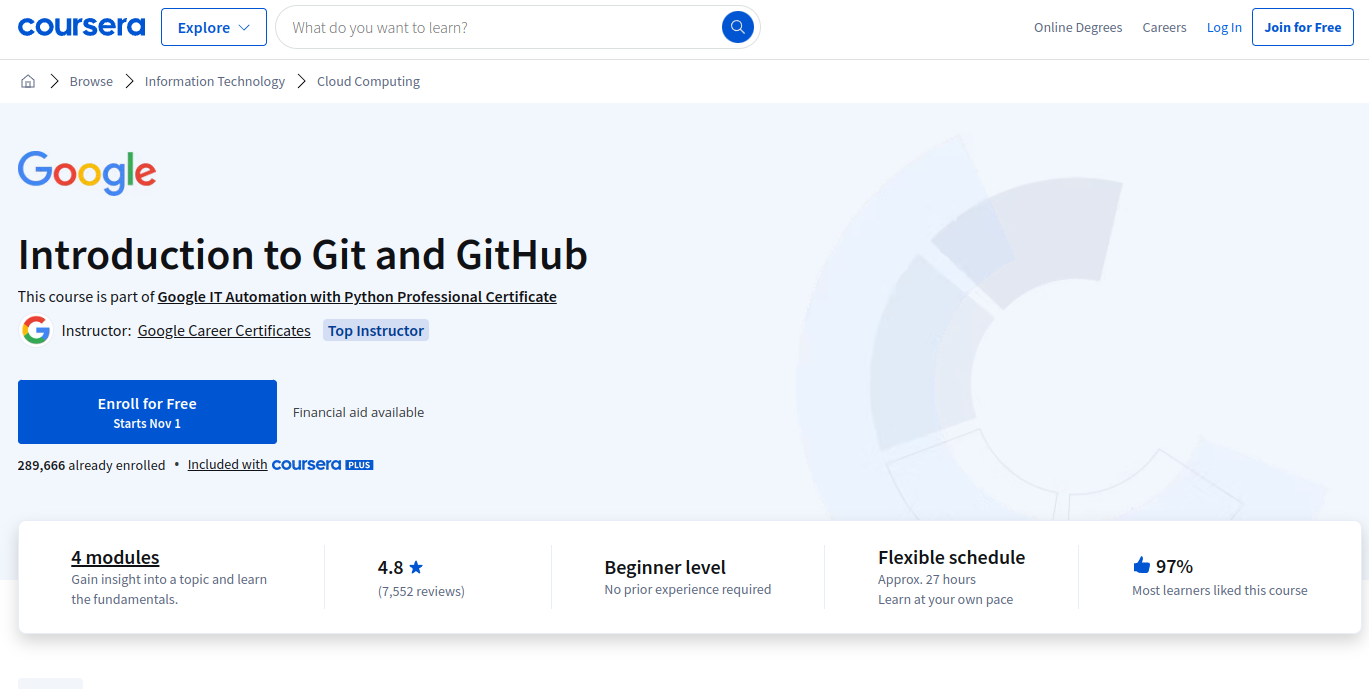 coursera
Explore
What do you want to learn?
Online Degrees
Careers
Log In
Join for Free
Browse
Information Technology
Cloud Computing
Google
Introduction to Git and GitHub
This course is part of Google IT Automation with Python Professional Certificate
Instructor: Google Career Certificates Top Instructor
Enroll for Free
Starts Nov 1
Financial aid available
289,666 already enrolled • Included with coursera PLUS
4 modules
Gain insight into a topic and learn
the fundamentals.
4.8
(7,552 reviews)
Beginner level
No prior experience required
Flexible schedule
Approx. 27 hours
Learn at your own pace
97%
Most learners liked this course